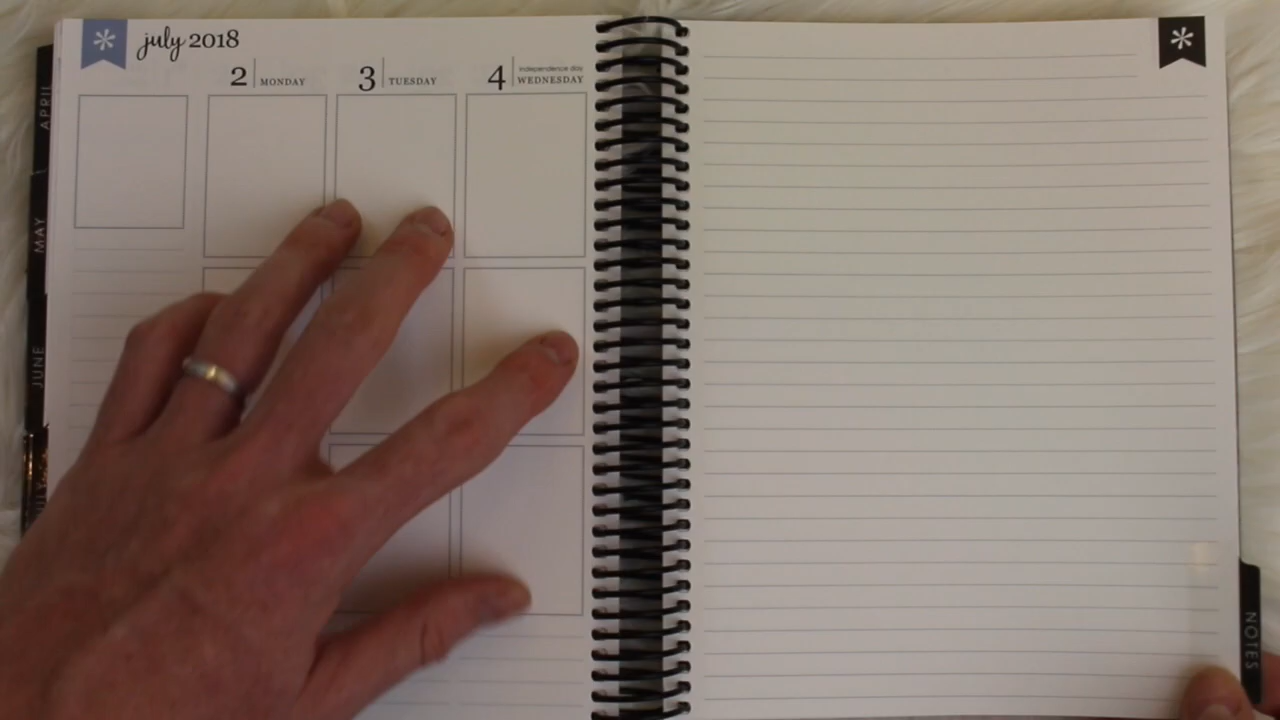 july 2018
2 MONDAY
3 TUESDAY
4 independence day WEDNESDAY
APRIL
MAY
JUNE
NOTES